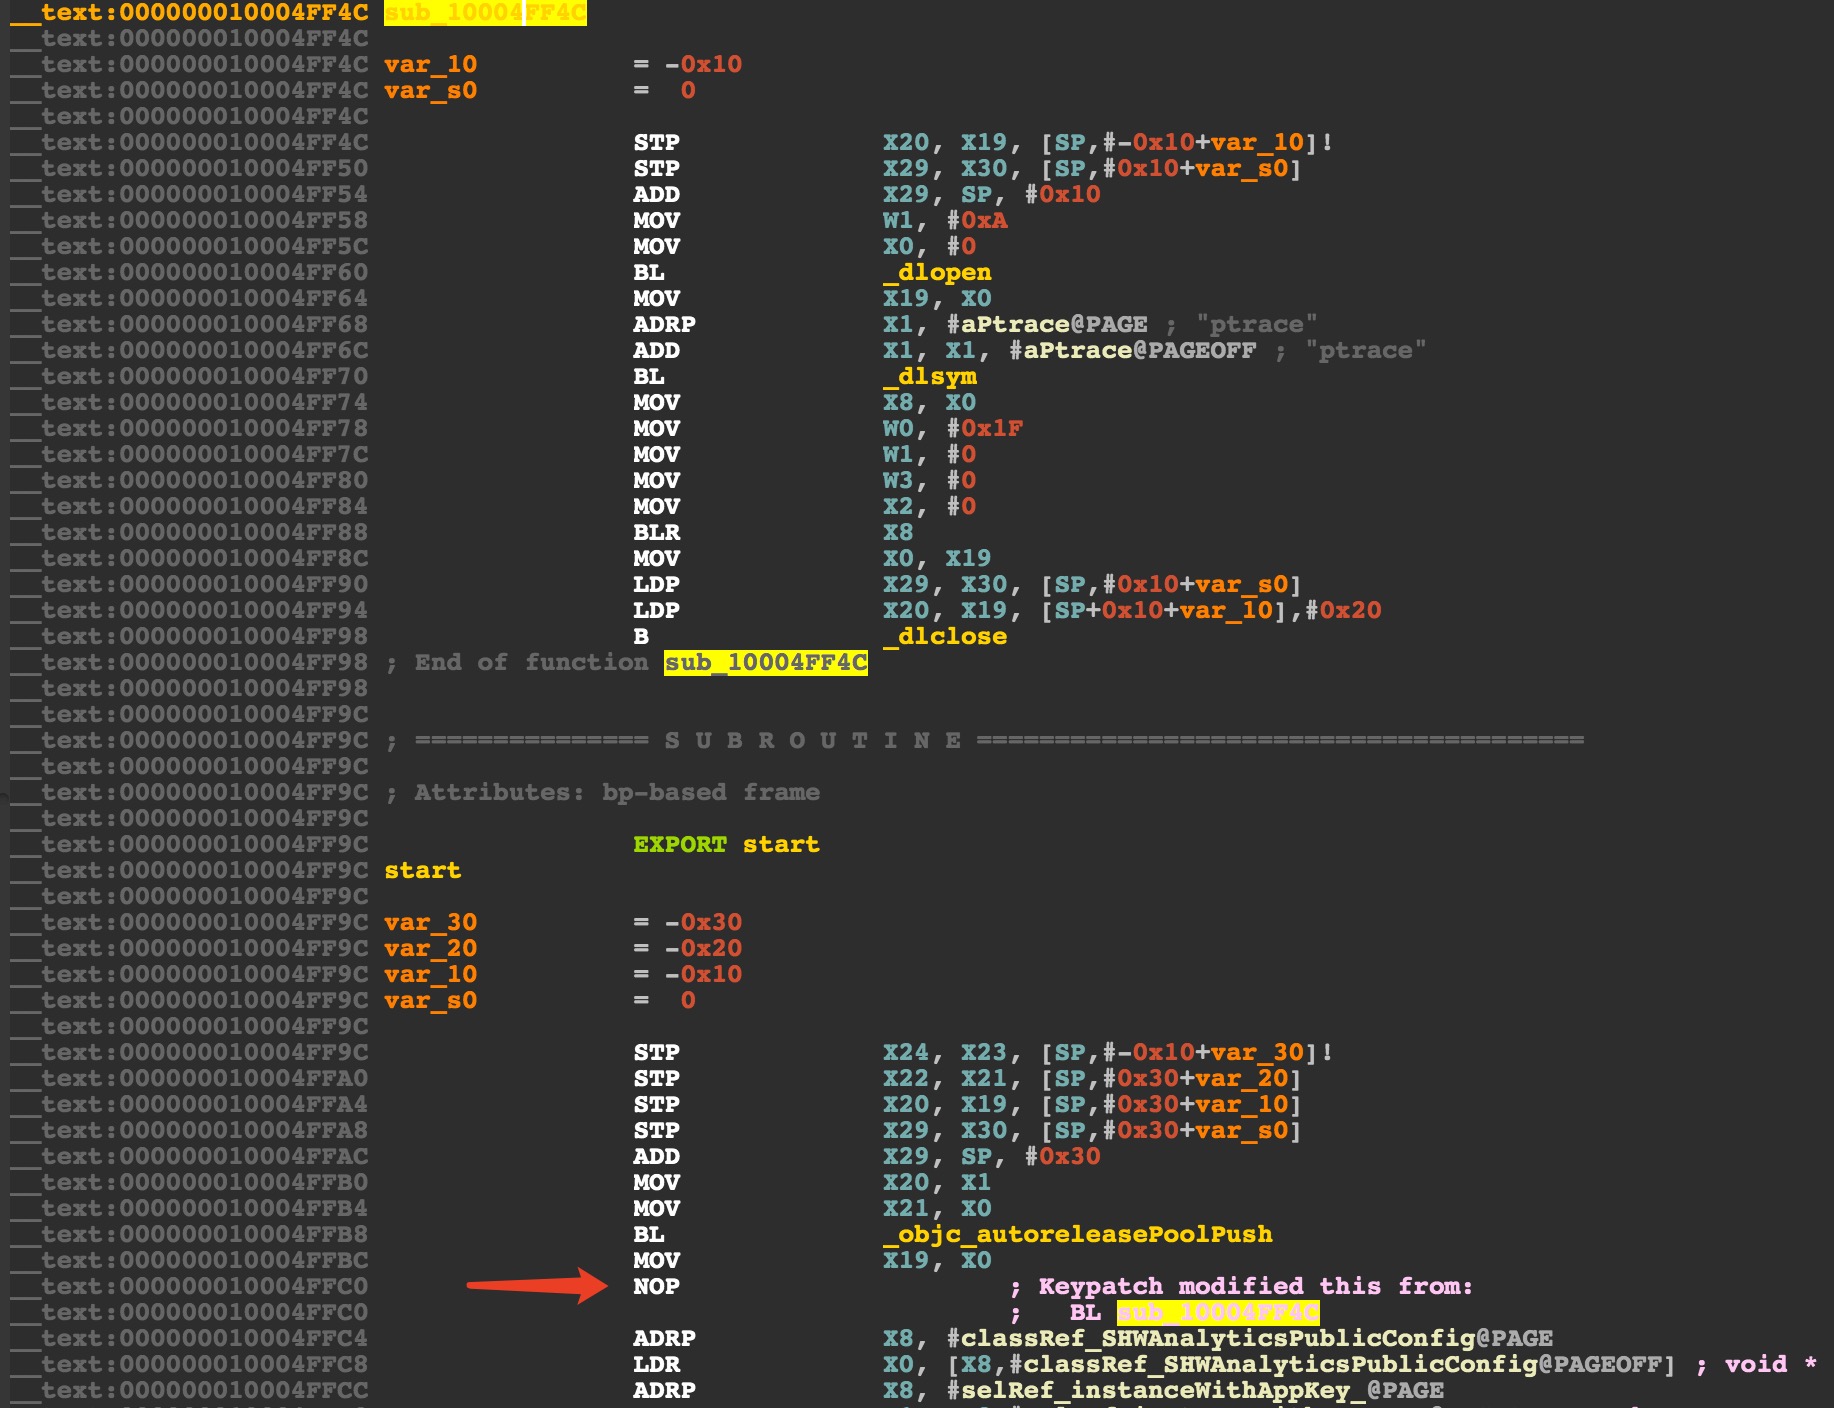 __text:000000010004FF4C sub_10004FF4C
__text:000000010004FF4C
__text:000000010004FF4C var_10 = -0x10
__text:000000010004FF4C var_s0 = 0
__text:000000010004FF4C
__text:000000010004FF4C STP X20, X19, [SP,#-0x10+var_10]!
__text:000000010004FF50 STP X29, X30, [SP,#0x10+var_s0]
__text:000000010004FF54 ADD X29, SP, #0x10
__text:000000010004FF58 MOV W1, #0xA
__text:000000010004FF5C MOV X0, #0
__text:000000010004FF60 BL _dlopen
__text:000000010004FF64 MOV X19, X0
__text:000000010004FF68 ADRP X1, #aPtrace@PAGE ; "ptrace"
__text:000000010004FF6C ADD X1, X1, #aPtrace@PAGEOFF ; "ptrace"
__text:000000010004FF70 BL _dlsym
__text:000000010004FF74 MOV X8, X0
__text:000000010004FF78 MOV W0, #0x1F
__text:000000010004FF7C MOV W1, #0
__text:000000010004FF80 MOV W3, #0
__text:000000010004FF84 MOV X2, #0
__text:000000010004FF88 BLR X8
__text:000000010004FF8C MOV X0, X19
__text:000000010004FF90 LDP X29, X30, [SP,#0x10+var_s0]
__text:000000010004FF94 LDP X20, X19, [SP+0x10+var_10],#0x20
__text:000000010004FF98 B _dlclose
__text:000000010004FF98 ; End of function sub_10004FF4C
__text:000000010004FF98
__text:000000010004FF9C
__text:000000010004FF9C ; =============== S U B R O U T I N E =======================================
__text:000000010004FF9C
__text:000000010004FF9C ; Attributes: bp-based frame
__text:000000010004FF9C
__text:000000010004FF9C EXPORT start
__text:000000010004FF9C start
__text:000000010004FF9C
__text:000000010004FF9C var_30 = -0x30
__text:000000010004FF9C var_20 = -0x20
__text:000000010004FF9C var_10 = -0x10
__text:000000010004FF9C var_s0 = 0
__text:000000010004FF9C
__text:000000010004FF9C STP X24, X23, [SP,#-0x10+var_30]!
__text:000000010004FFA0 STP X22, X21, [SP,#0x30+var_20]
__text:000000010004FFA4 STP X20, X19, [SP,#0x30+var_10]
__text:000000010004FFA8 STP X29, X30, [SP,#0x30+var_s0]
__text:000000010004FFAC ADD X29, SP, #0x30
__text:000000010004FFB0 MOV X20, X1
__text:000000010004FFB4 MOV X21, X0
__text:000000010004FFB8 BL _objc_autoreleasePoolPush
__text:000000010004FFBC MOV X19, X0
__text:000000010004FFC0 NOP ; Keypatch modified this from:
__text:000000010004FFC0 ; BL sub_10004FF4C
__text:000000010004FFC4 ADRP X8, #classRef_SHWAnalyticsPublicConfig@PAGE
__text:000000010004FFC8 LDR X0, [X8,#classRef_SHWAnalyticsPublicConfig@PAGEOFF] ; void *
__text:000000010004FFCC ADRP X8, #selRef_instanceWithAppKey_@PAGE